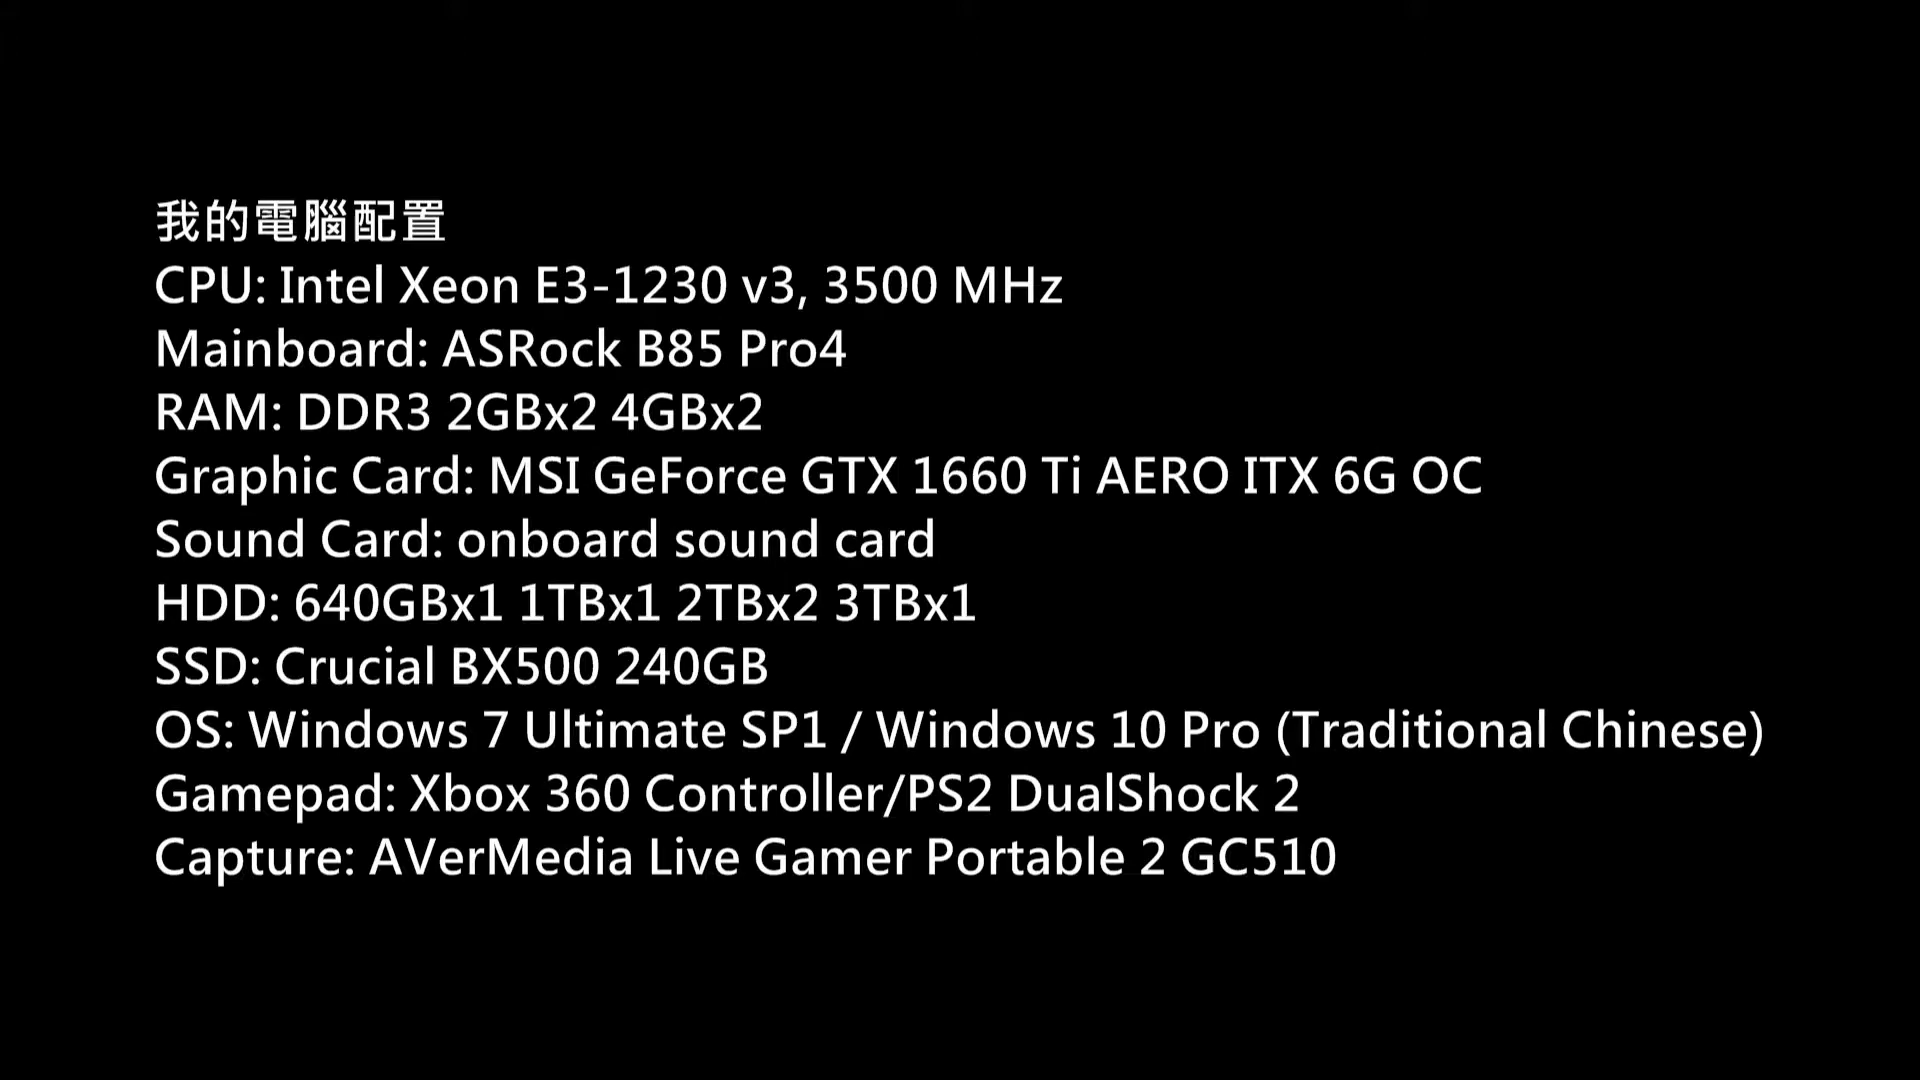 我的電腦配置
CPU: Intel Xeon E3-1230 v3, 3500 MHz
Mainboard: ASRock B85 Pro4
RAM: DDR3 2GBx2 4GBx2
Graphic Card: MSI GeForce GTX 1660 Ti AERO ITX 6G OC
Sound Card: onboard sound card
HDD: 640GBx1 1TBx1 2TBx2 3TBx1
SSD: Crucial BX500 240GB
OS: Windows 7 Ultimate SP1 / Windows 10 Pro (Traditional Chinese)
Gamepad: Xbox 360 Controller/PS2 DualShock 2
Capture: AVerMedia Live Gamer Portable 2 GC510